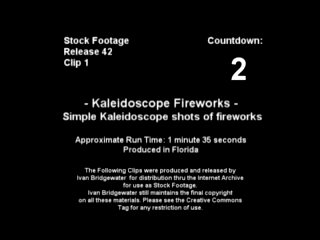 Stock Footage
Release 42
Clip 1
Countdown:
2
- Kaleidoscope Fireworks -
Simple Kaleidoscope shots of fireworks
Approximate Run Time: 1 minute 35 seconds
Produced in Florida
The Following Clips were produced and released by
Ivan Bridgewater for distribution thru the Internet Archive
for use as Stock Footage.
Ivan Bridgewater still maintains the final copyright
on all these materials. Please see the Creative Commons
Tag for any restriction of use.